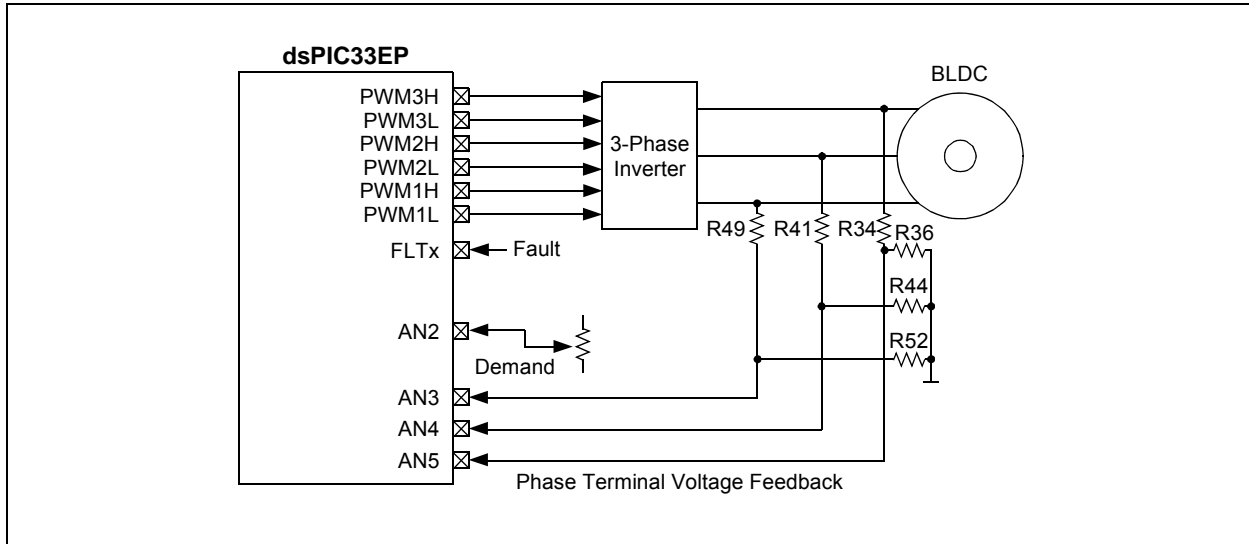 dsPIC33EP
BLDC
PWM3H
PWM3L
PWM2H
PWM2L
PWM1H
PWM1L
3-Phase
Inverter
R49
R41
R34
R36
FLTx
Fault
R44
AN2
R52
Demand
AN3
AN4
AN5
Phase Terminal Voltage Feedback